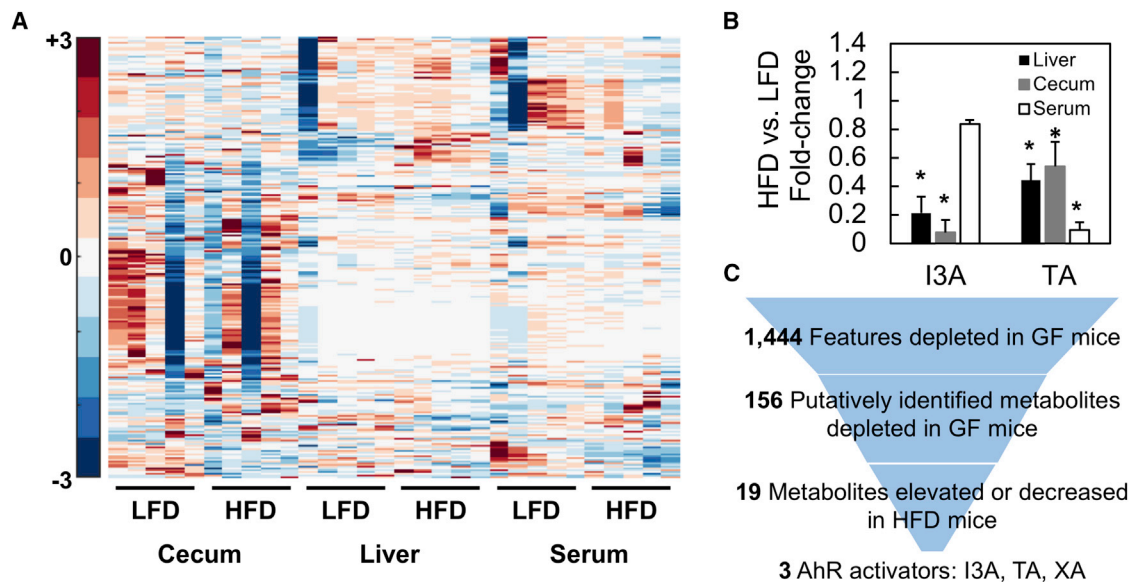 A
+3
0
-3
LFD HFD LFD HFD LFD HFD
Cecum Liver Serum
B
HFD vs. LFD
Fold-change
1.4
1.2
1
0.8
0.6
0.4
0.2
0
Liver
Cecum
Serum
* * * * *
I3A TA
C
1,444 Features depleted in GF mice
156 Putatively identified metabolites
depleted in GF mice
19 Metabolites elevated or decreased
in HFD mice
3 AhR activators: I3A, TA, XA